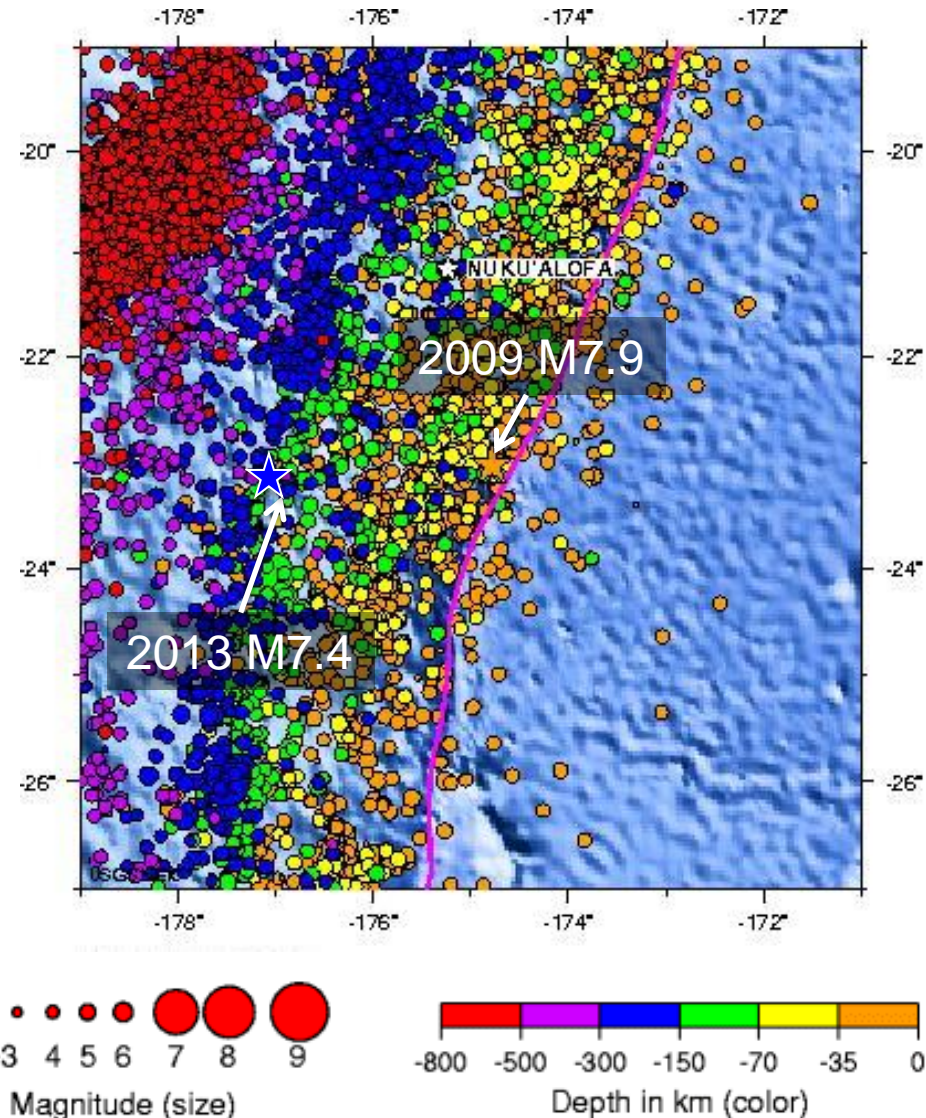 -178° -176° -174° -172°
-20° -20°
NUKU'ALOFA
-22° -22°
2009 M7.9
-24° -24°
2013 M7.4
-26° -26°
-178° -176° -174° -172°
3 4 5 6 7 8 9
-800 -500 -300 -150 -70 -35 0
Magnitude (size)
Depth in km (color)